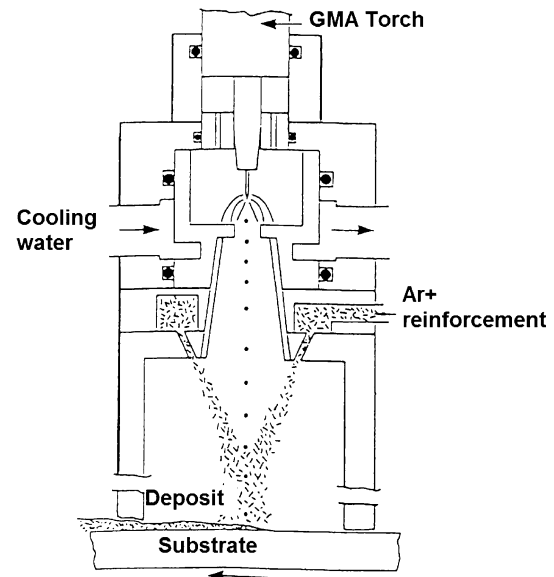 GMA Torch
Cooling
water
Ar+
reinforcement
Deposit
Substrate